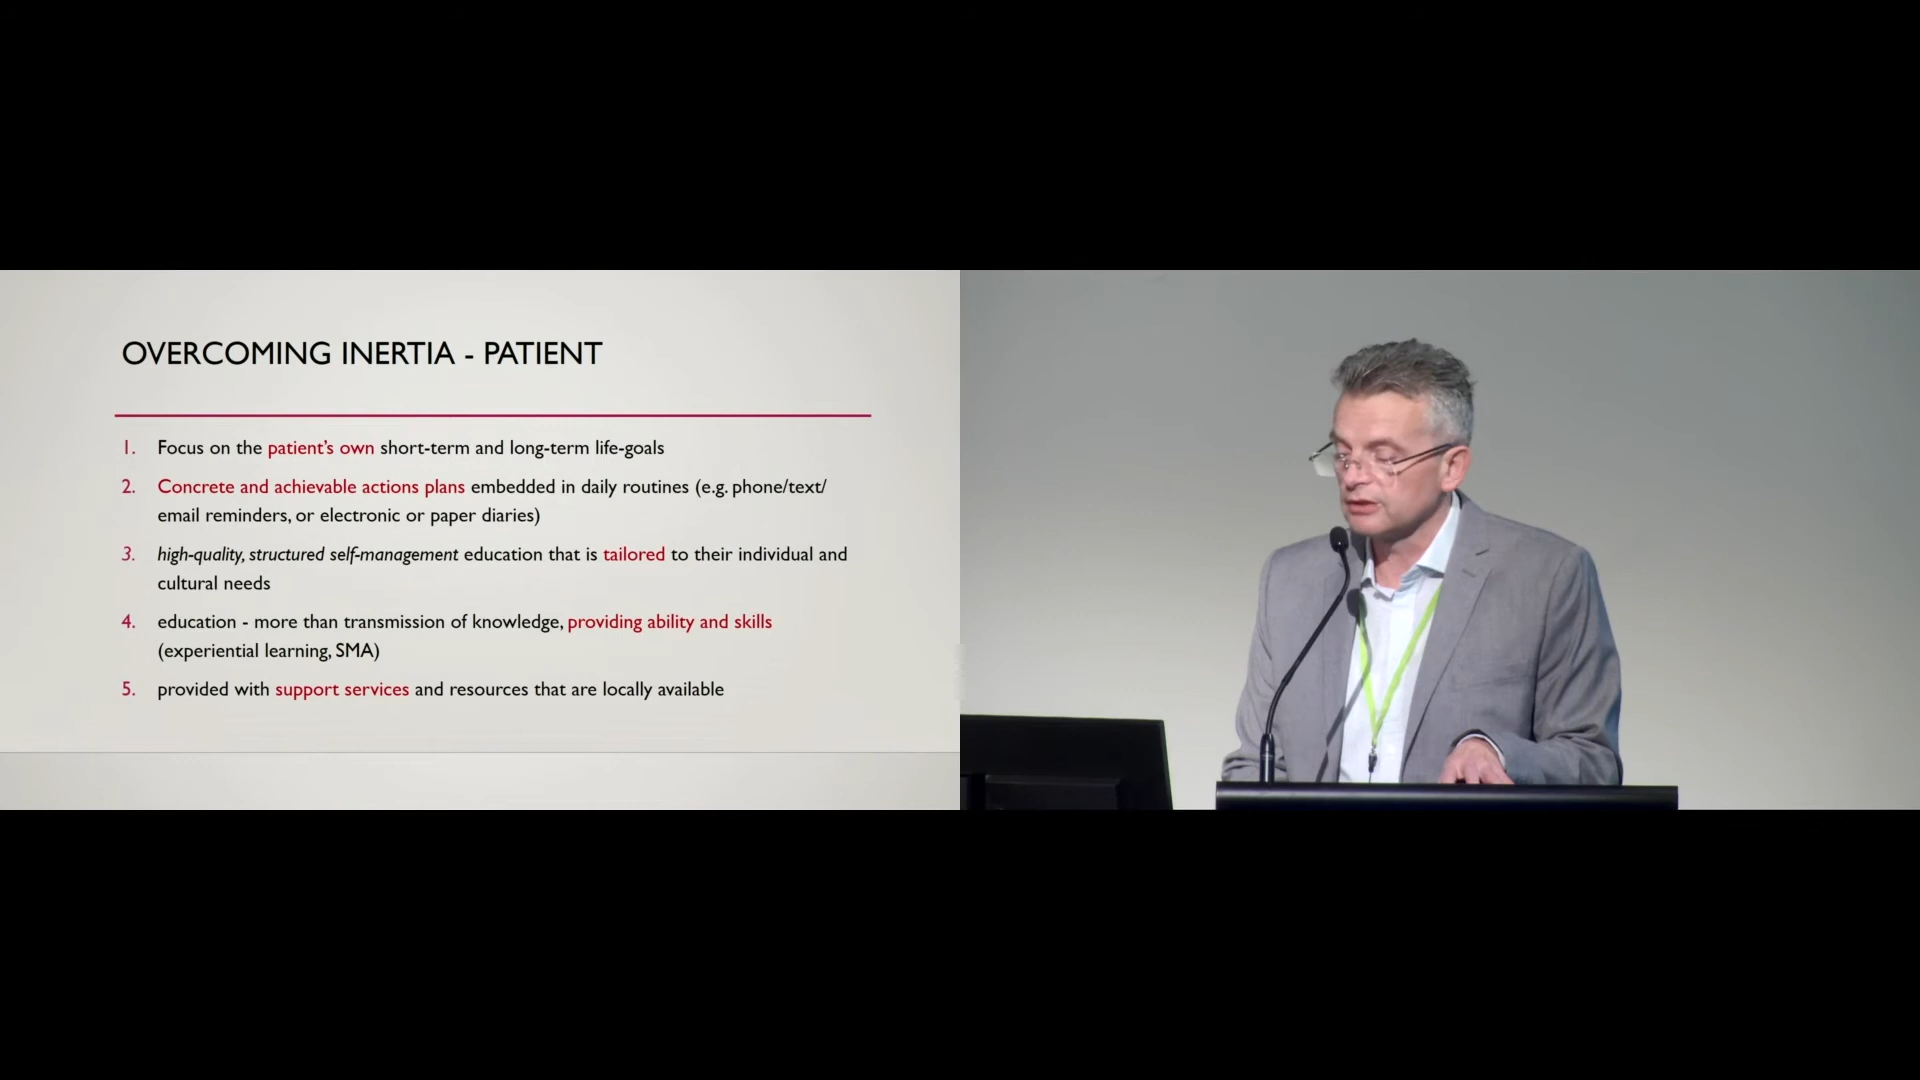 OVERCOMING INERTIA - PATIENT
1. Focus on the patient's own short-term and long-term life-goals
2. Concrete and achievable actions plans embedded in daily routines (e.g. phone/text/
email reminders, or electronic or paper diaries)
3. high-quality, structured self-management education that is tailored to their individual and
cultural needs
4. education - more than transmission of knowledge, providing ability and skills
(experiential learning, SMA)
5. provided with support services and resources that are locally available